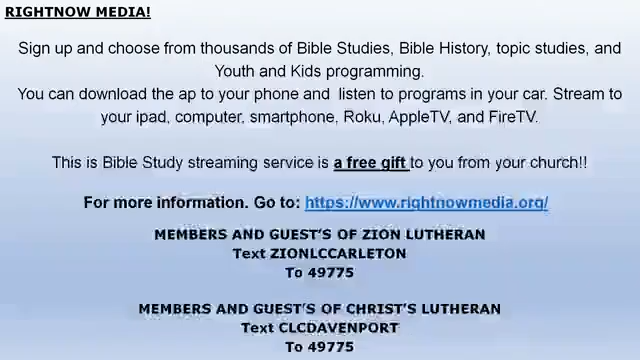 RIGHTNOW MEDIA!
Sign up and choose from thousands of Bible Studies, Bible History, topic studies, and
Youth and Kids programming.
You can download the ap to your phone and listen to programs in your car. Stream to
your ipad, computer, smartphone, Roku, AppleTV, and FireTV.
This is Bible Study streaming service is a free gift to you from your church!!
For more information. Go to: https://www.rightnowmedia.org/
MEMBERS AND GUEST'S OF ZION LUTHERAN
Text ZIONLCCARLETON
To 49775
MEMBERS AND GUEST'S OF CHRIST'S LUTHERAN
Text CLCDAVENPORT
To 49775